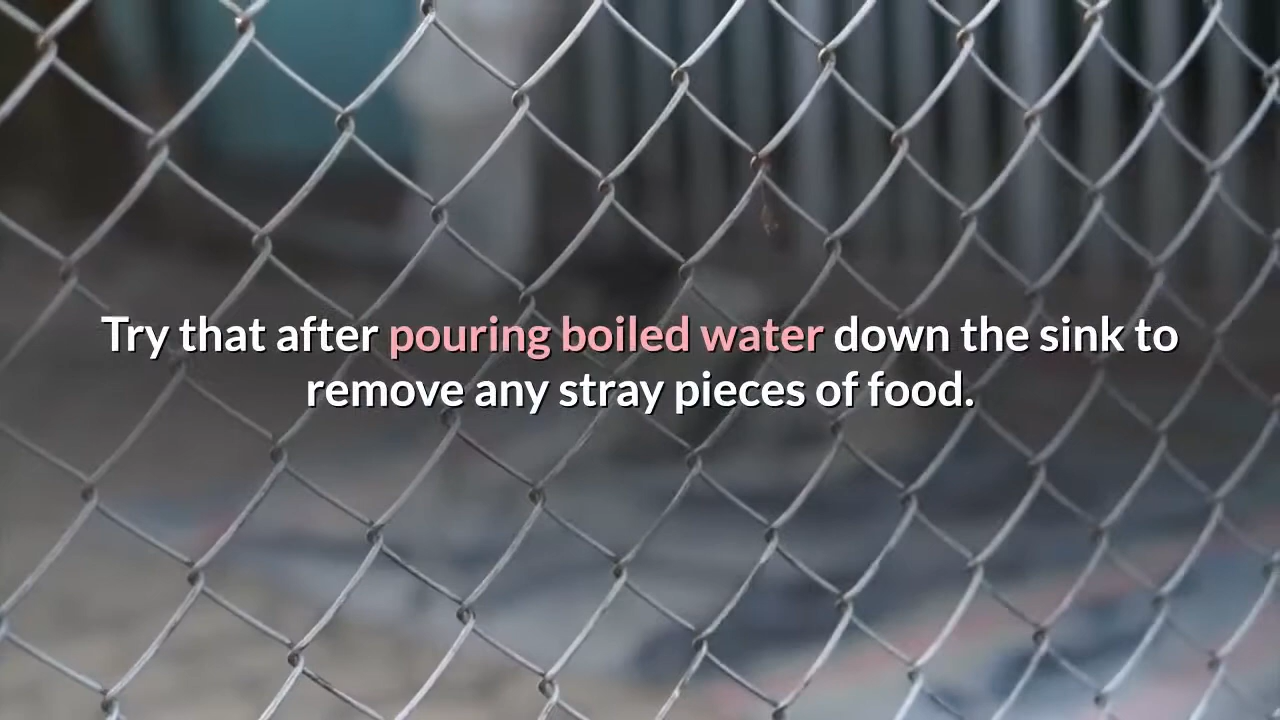 Try that after pouring boiled water down the sink to
remove any stray pieces of food.